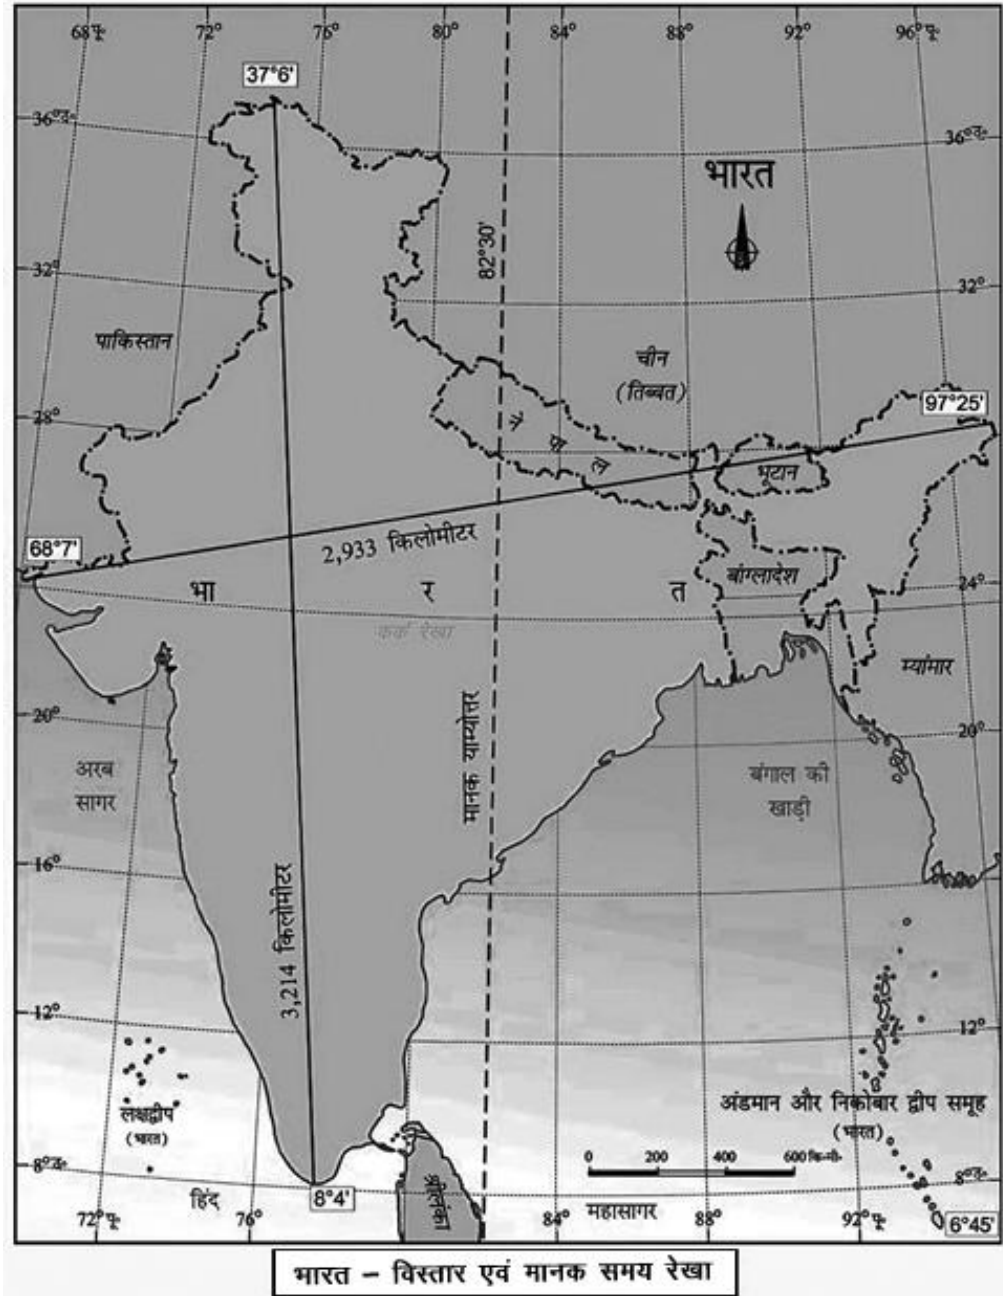 68°पू.
72°
76°
80°
84°
88°
92°
96°पू.
37°6'
36°उ.
36°उ.
भारत
82°30'
32°
32°
पाकिस्तान
चीन
(तिब्बत)
97°25'
28°
नेपाल
भूटान
68°7'
2,933 किलोमीटर
बांग्लादेश
24°
भा र त
कर्क रेखा
म्यांमार
20°
20°
मानक याम्योत्तर
अरब
सागर
बंगाल की
खाड़ी
16°
3,214 किलोमीटर
12°
12°
लक्षद्वीप
(भारत)
अंडमान और निकोबार द्वीप समूह
(भारत)
0 200 400 600 कि.मी.
8°उ.
8°उ.
हिंद
8°4'
श्रीलंका
महासागर
6°45'
72°पू.
76°
84°
88°
92°पू.
भारत – विस्तार एवं मानक समय रेखा